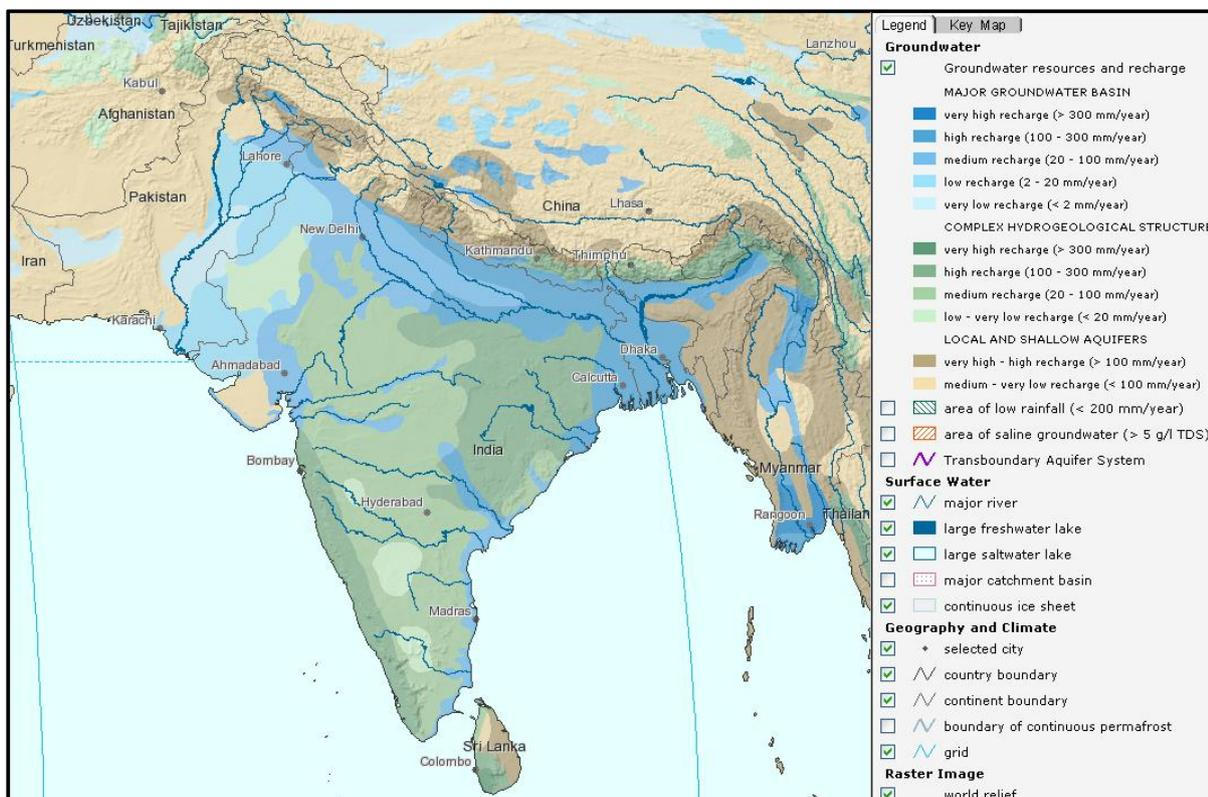 Uzbekistan
Tajikistan
Turkmenistan
Lanzhou
Kabul
Afghanistan
Lahore
Pakistan
China
Lhasa
New Delhi
Kathmandu
Thimphu
Iran
Karachi
Dhaka
Ahmadabad
Calcutta
India
Bombay
Myanmar
Hyderabad
Rangoon
Thailan
Madras
Sri Lanka
Colombo
Legend
Key Map
Groundwater
Groundwater resources and recharge
MAJOR GROUNDWATER BASIN
very high recharge (> 300 mm/year)
high recharge (100 - 300 mm/year)
medium recharge (20 - 100 mm/year)
low recharge (2 - 20 mm/year)
very low recharge (< 2 mm/year)
COMPLEX HYDROGEOLOGICAL STRUCTURE
very high recharge (> 300 mm/year)
high recharge (100 - 300 mm/year)
medium recharge (20 - 100 mm/year)
low - very low recharge (< 20 mm/year)
LOCAL AND SHALLOW AQUIFERS
very high - high recharge (> 100 mm/year)
medium - very low recharge (< 100 mm/year)
area of low rainfall (< 200 mm/year)
area of saline groundwater (> 5 g/l TDS)
Transboundary Aquifer System
Surface Water
major river
large freshwater lake
large saltwater lake
major catchment basin
continuous ice sheet
Geography and Climate
selected city
country boundary
continent boundary
boundary of continuous permafrost
grid
Raster Image
world relief